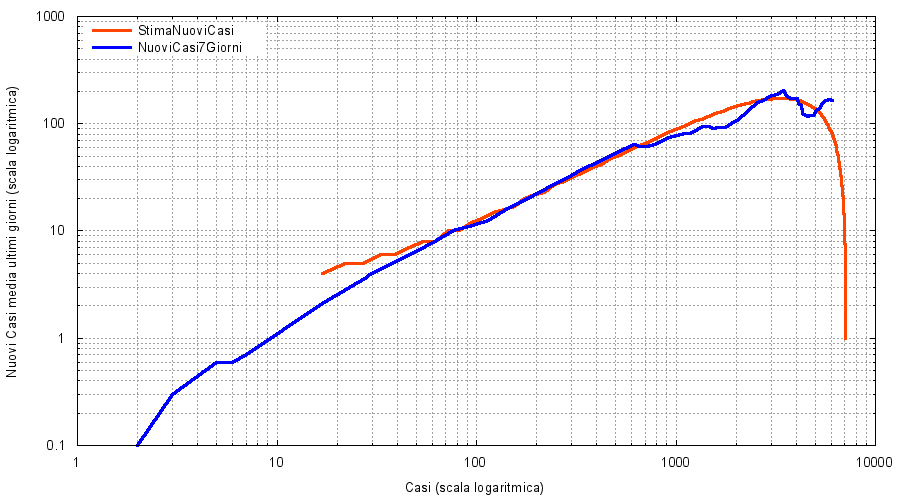 1000
StimaNuoviCasi
NuoviCasi7Giorni
100
10
1
0.1
Nuovi Casi media ultimi giorni (scala logaritmica)
1 10 100 1000 10000
Casi (scala logaritmica)